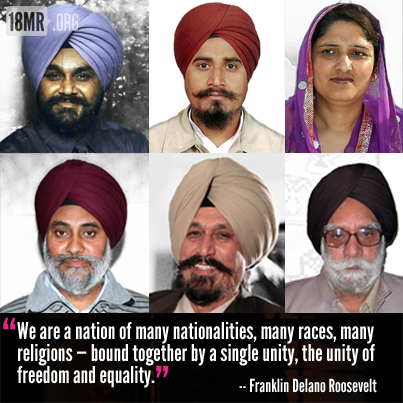 18MR.ORG
“We are a nation of many nationalities, many races, many
religions — bound together by a single unity, the unity of
freedom and equality.”
-- Franklin Delano Roosevelt